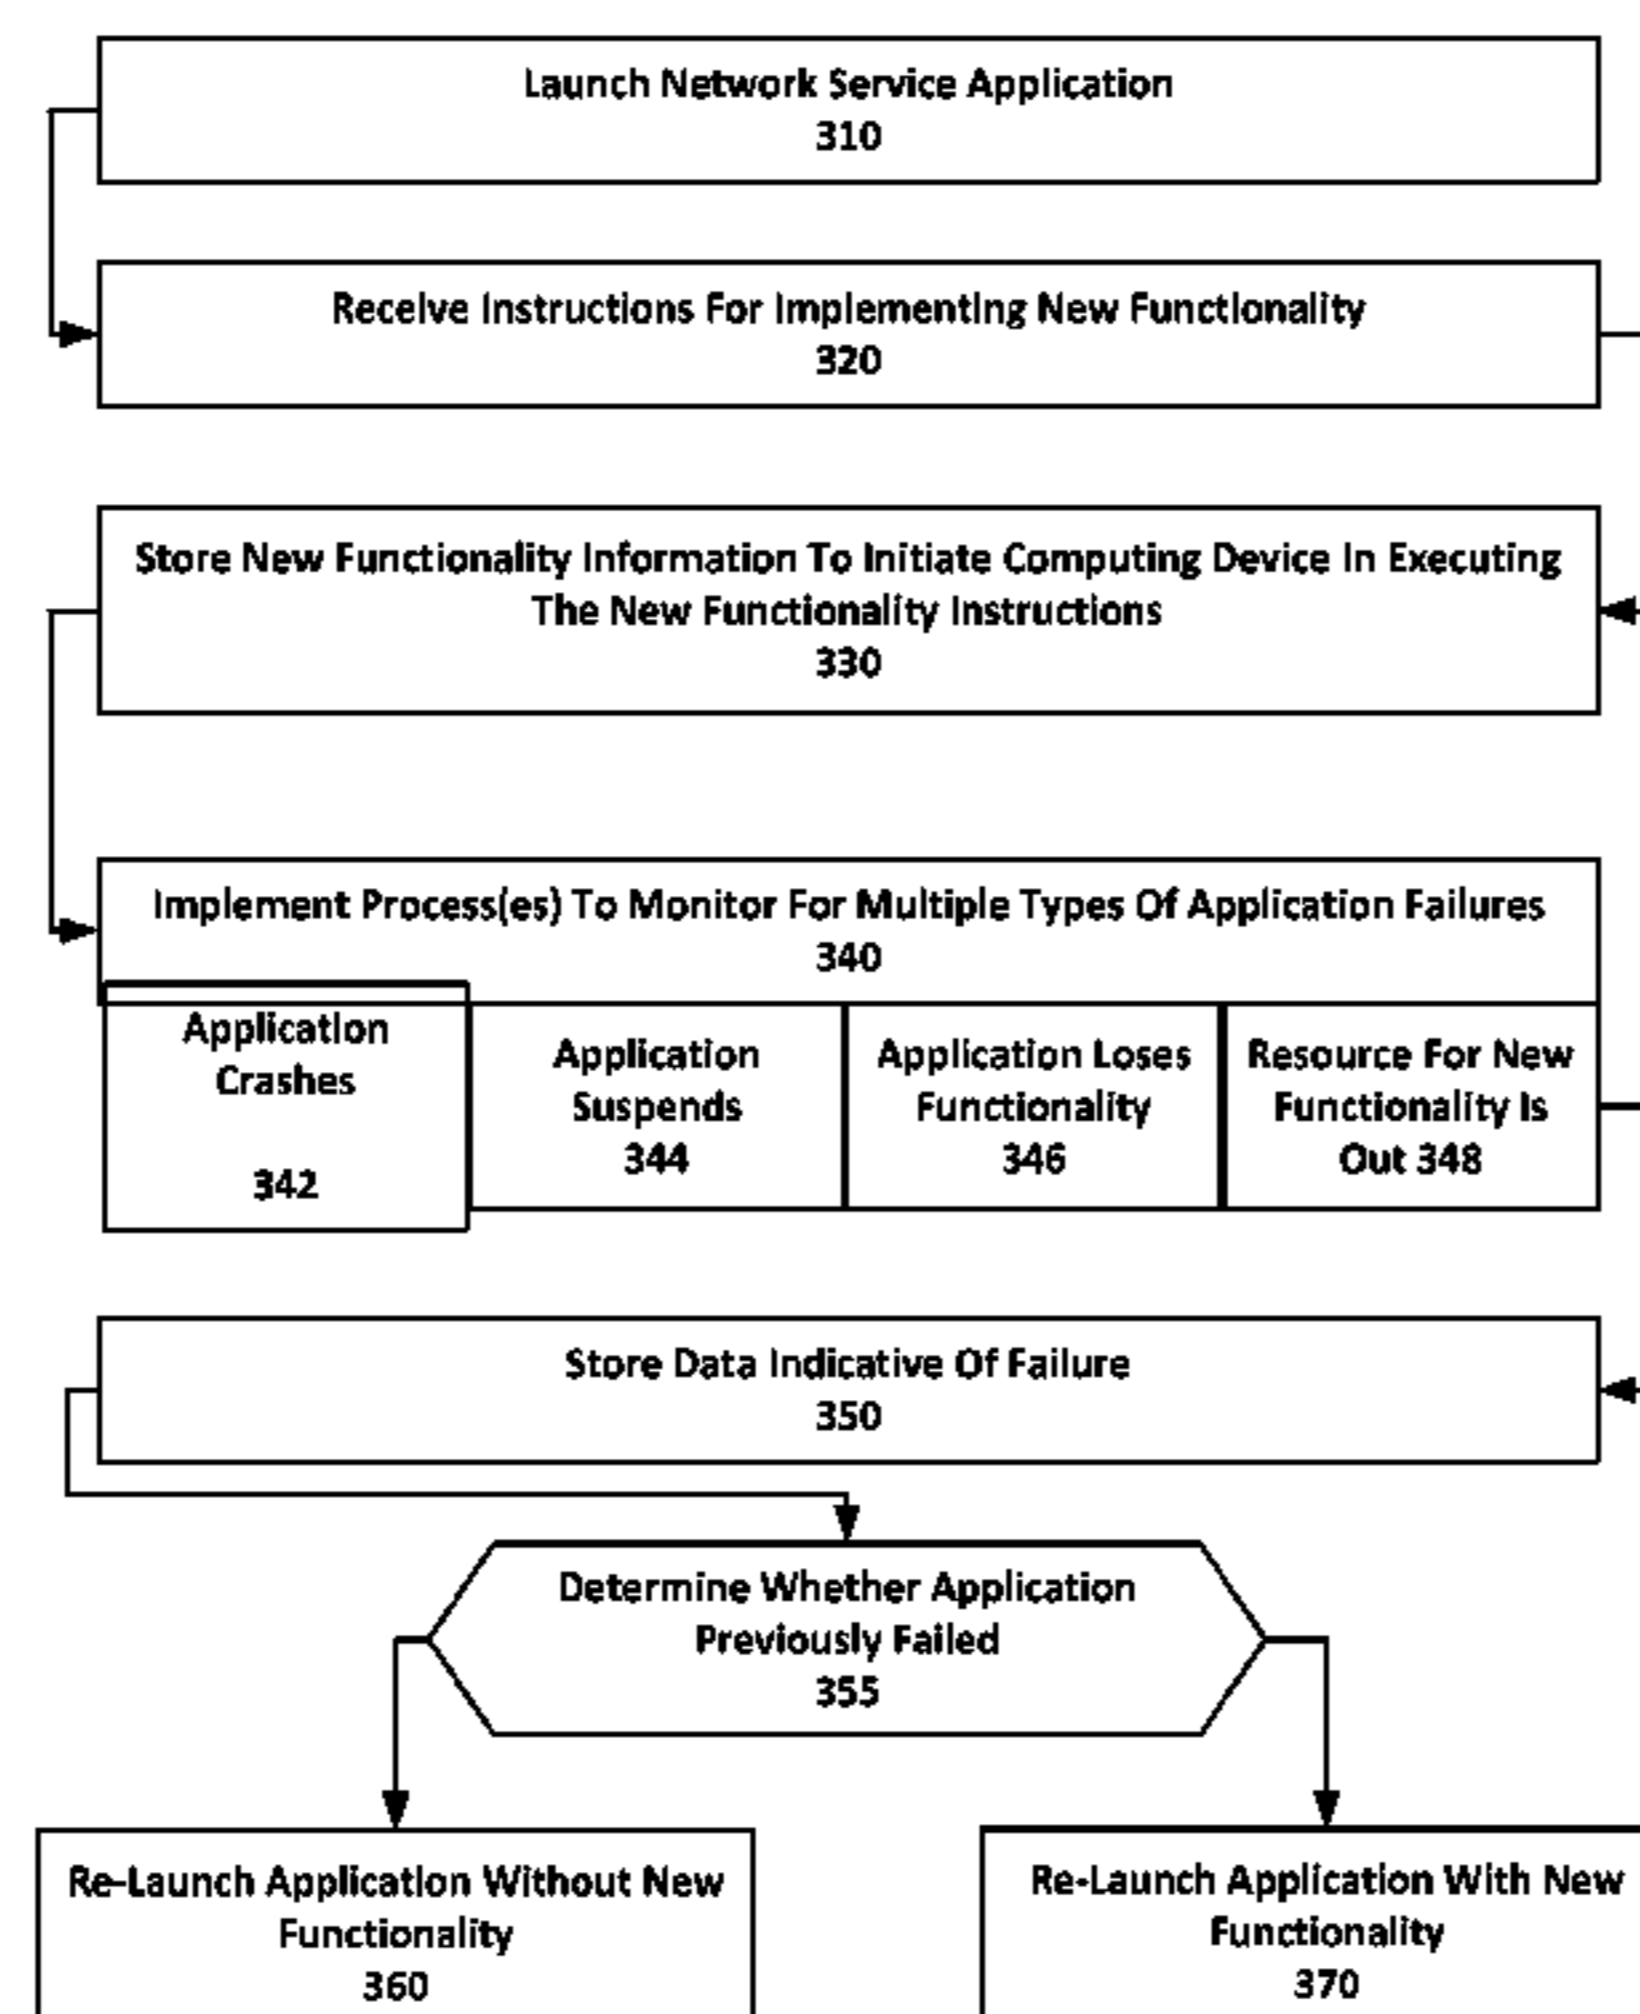 Launch Network Service Application
310
Receive Instructions For Implementing New Functionality
320
Store New Functionality Information To Initiate Computing Device In Executing
The New Functionality Instructions
330
Implement Process(es) To Monitor For Multiple Types Of Application Failures
340
Application
Crashes
342
Application
Suspends
344
Application Loses
Functionality
346
Resource For New
Functionality Is
Out 348
Store Data Indicative Of Failure
350
Determine Whether Application
Previously Failed
355
Re-Launch Application Without New
Functionality
360
Re-Launch Application With New
Functionality
370